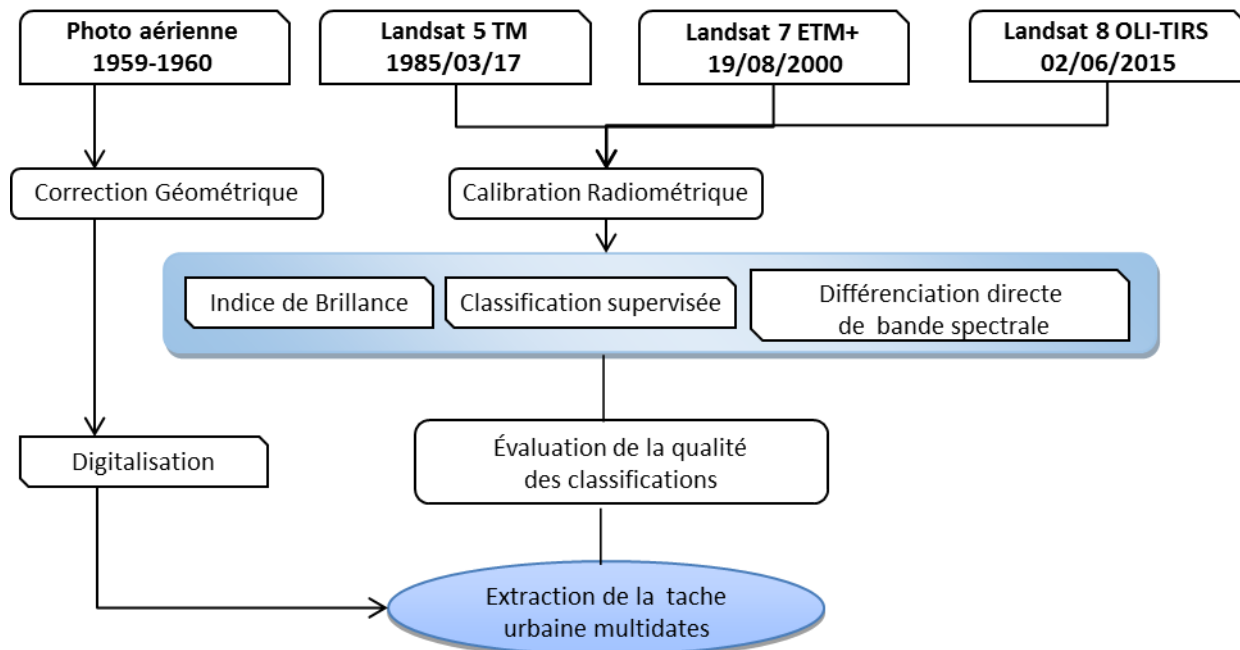 Photo aérienne
1959-1960
Landsat 5 TM
1985/03/17
Landsat 7 ETM+
19/08/2000
Landsat 8 OLI-TIRS
02/06/2015
Correction Géométrique
Calibration Radiométrique
Indice de Brillance
Classification supervisée
Différenciation directe
de bande spectrale
Digitalisation
Évaluation de la qualité
des classifications
Extraction de la tache
urbaine multidates